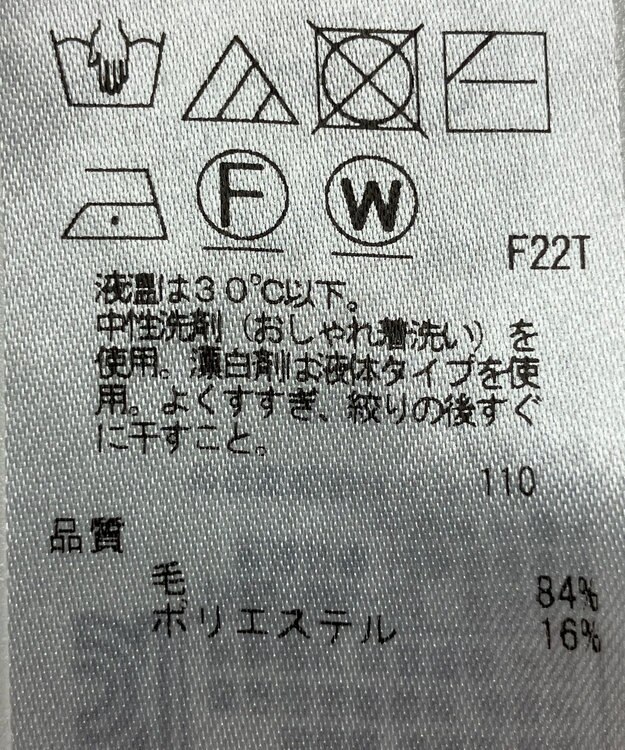 F W
F22T
液温は30℃以下。
中性洗剤（おしゃれ着洗い）を
使用。漂白剤は液体タイプを使
用。よくすすぎ、絞りの後すぐ
に干すこと。
110
品質
毛 84%
ポリエステル 16%